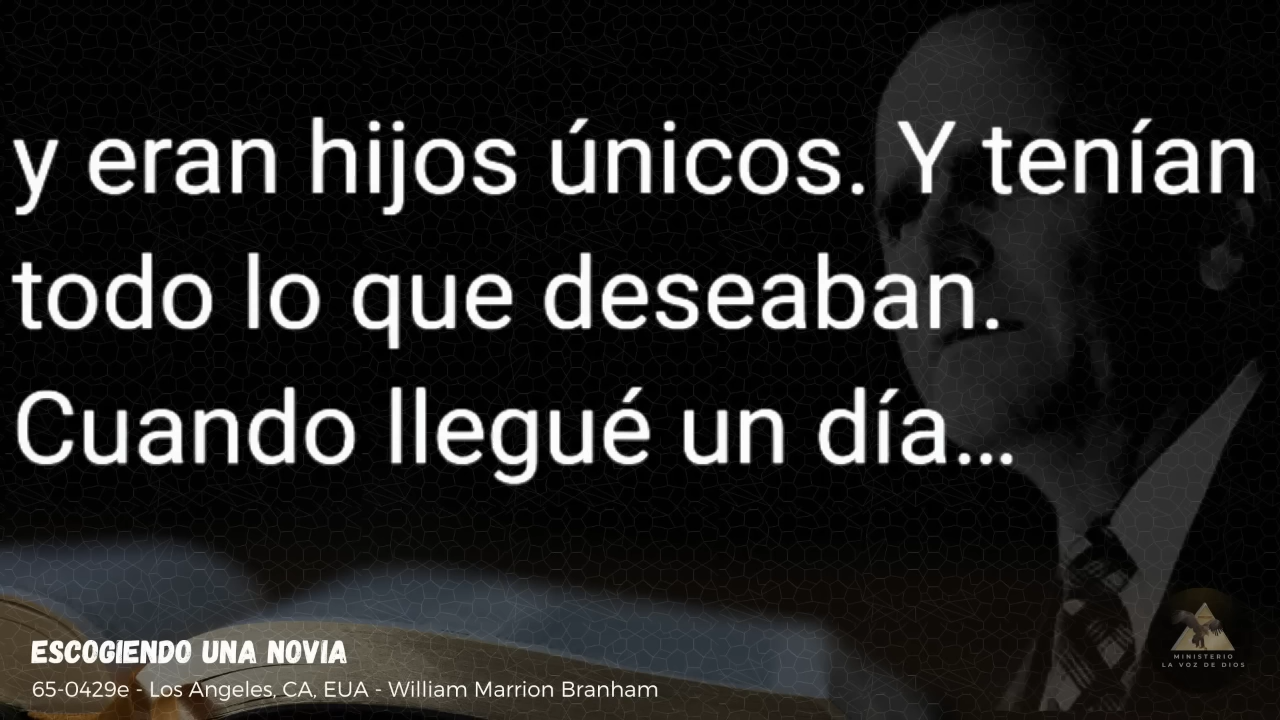 y eran hijos únicos. Y tenían
todo lo que deseaban.
Cuando llegué un día...
ESCOGIENDO UNA NOVIA
65-0429e - Los Angeles, CA, EUA - William Marrion Branham
MINISTERIO
LA VOZ DE DIOS